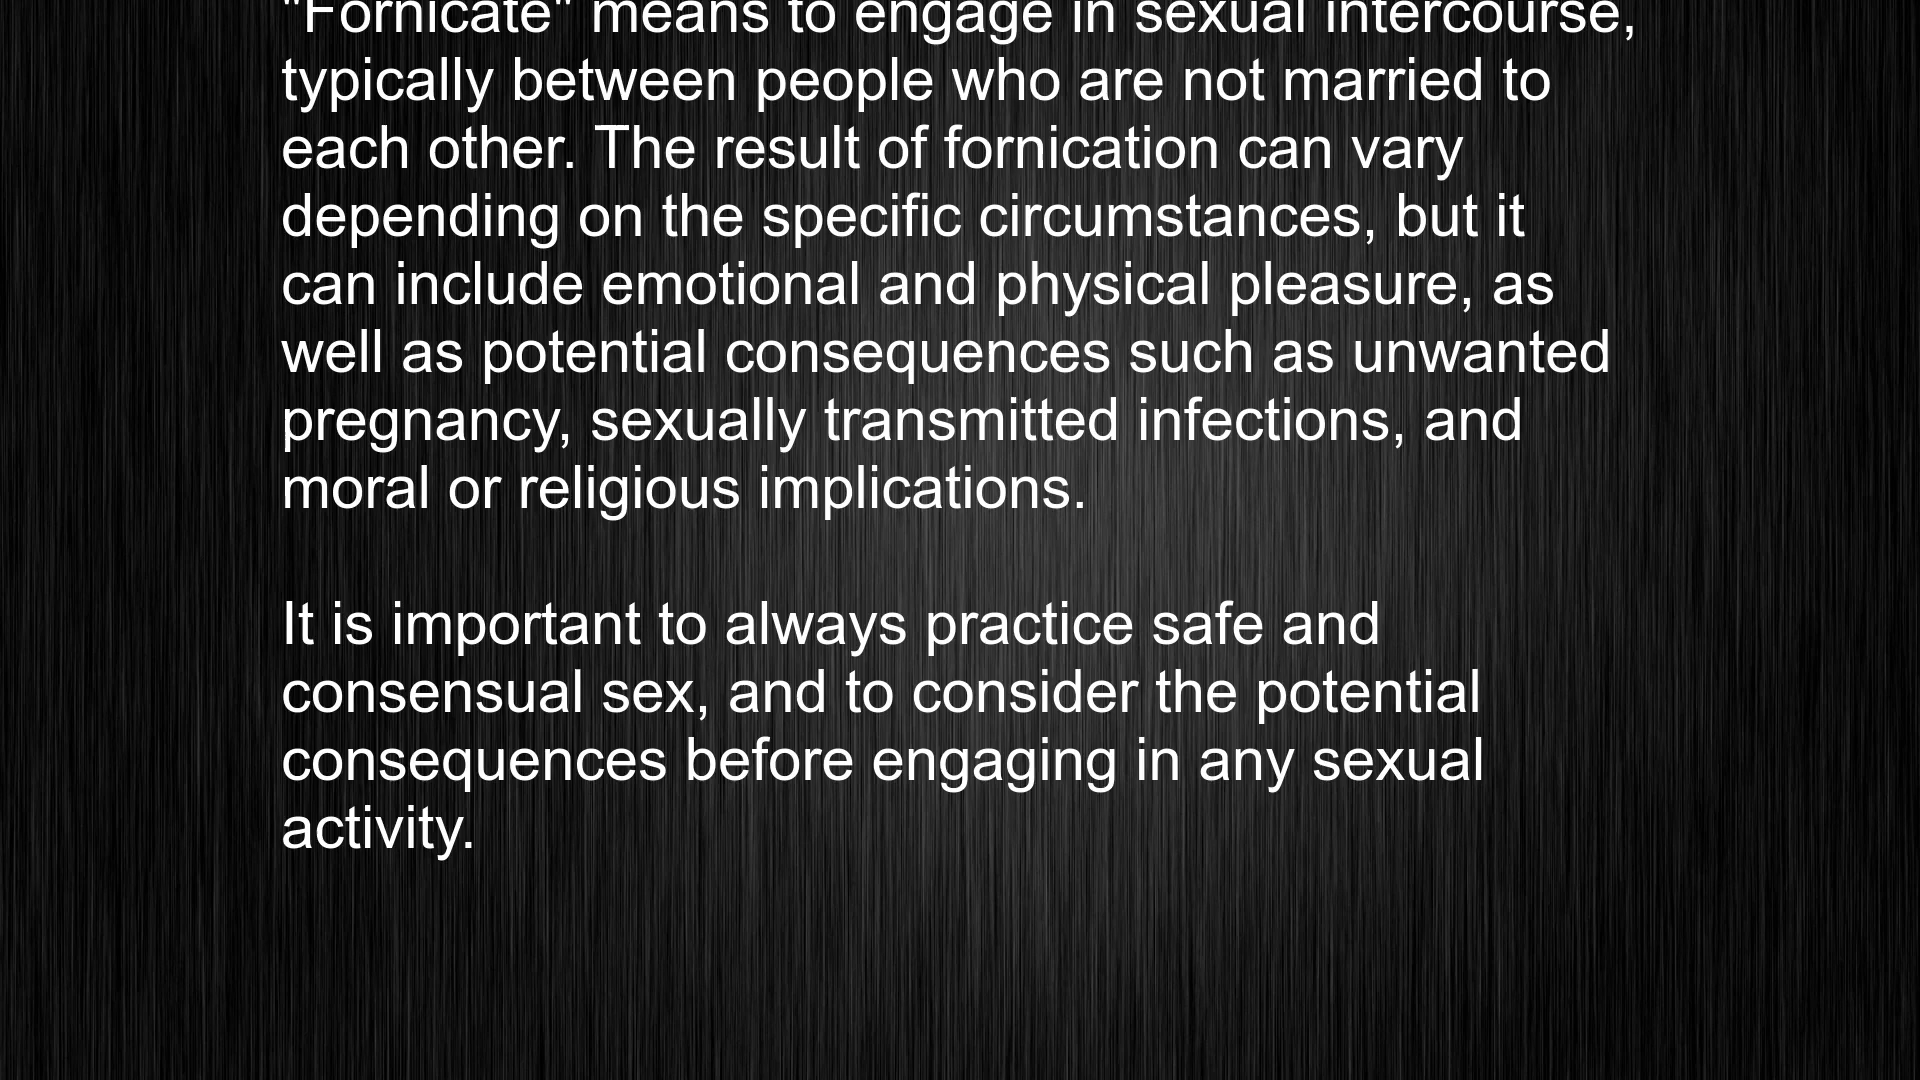 "Fornicate" means to engage in sexual intercourse,
typically between people who are not married to
each other. The result of fornication can vary
depending on the specific circumstances, but it
can include emotional and physical pleasure, as
well as potential consequences such as unwanted
pregnancy, sexually transmitted infections, and
moral or religious implications.
It is important to always practice safe and
consensual sex, and to consider the potential
consequences before engaging in any sexual
activity.